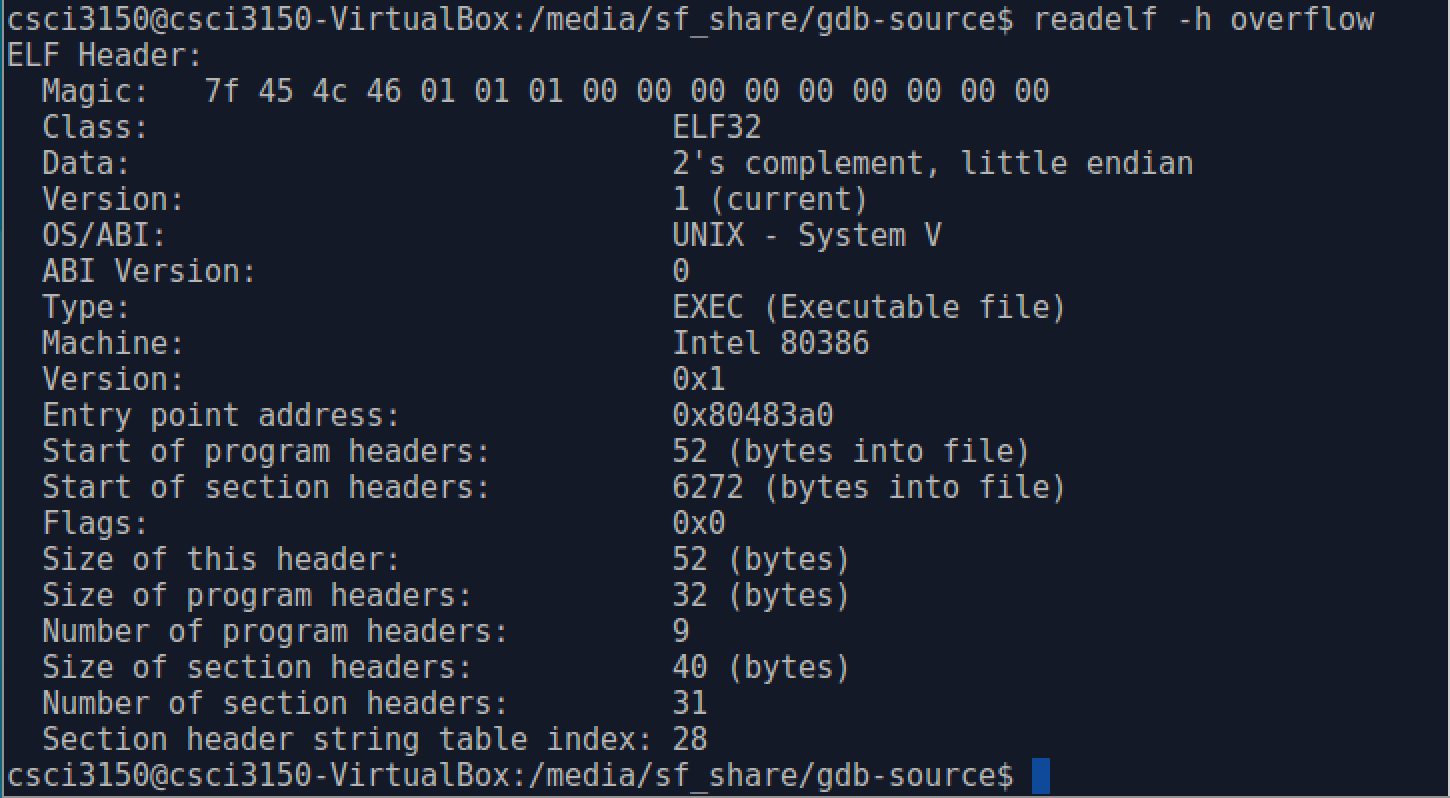 csci3150@csci3150-VirtualBox:/media/sf_share/gdb-source$ readelf -h overflow
ELF Header:
  Magic:   7f 45 4c 46 01 01 01 00 00 00 00 00 00 00 00 00
  Class:                             ELF32
  Data:                              2's complement, little endian
  Version:                           1 (current)
  OS/ABI:                            UNIX - System V
  ABI Version:                       0
  Type:                              EXEC (Executable file)
  Machine:                           Intel 80386
  Version:                           0x1
  Entry point address:               0x80483a0
  Start of program headers:          52 (bytes into file)
  Start of section headers:          6272 (bytes into file)
  Flags:                             0x0
  Size of this header:               52 (bytes)
  Size of program headers:           32 (bytes)
  Number of program headers:         9
  Size of section headers:           40 (bytes)
  Number of section headers:         31
  Section header string table index: 28
csci3150@csci3150-VirtualBox:/media/sf_share/gdb-source$